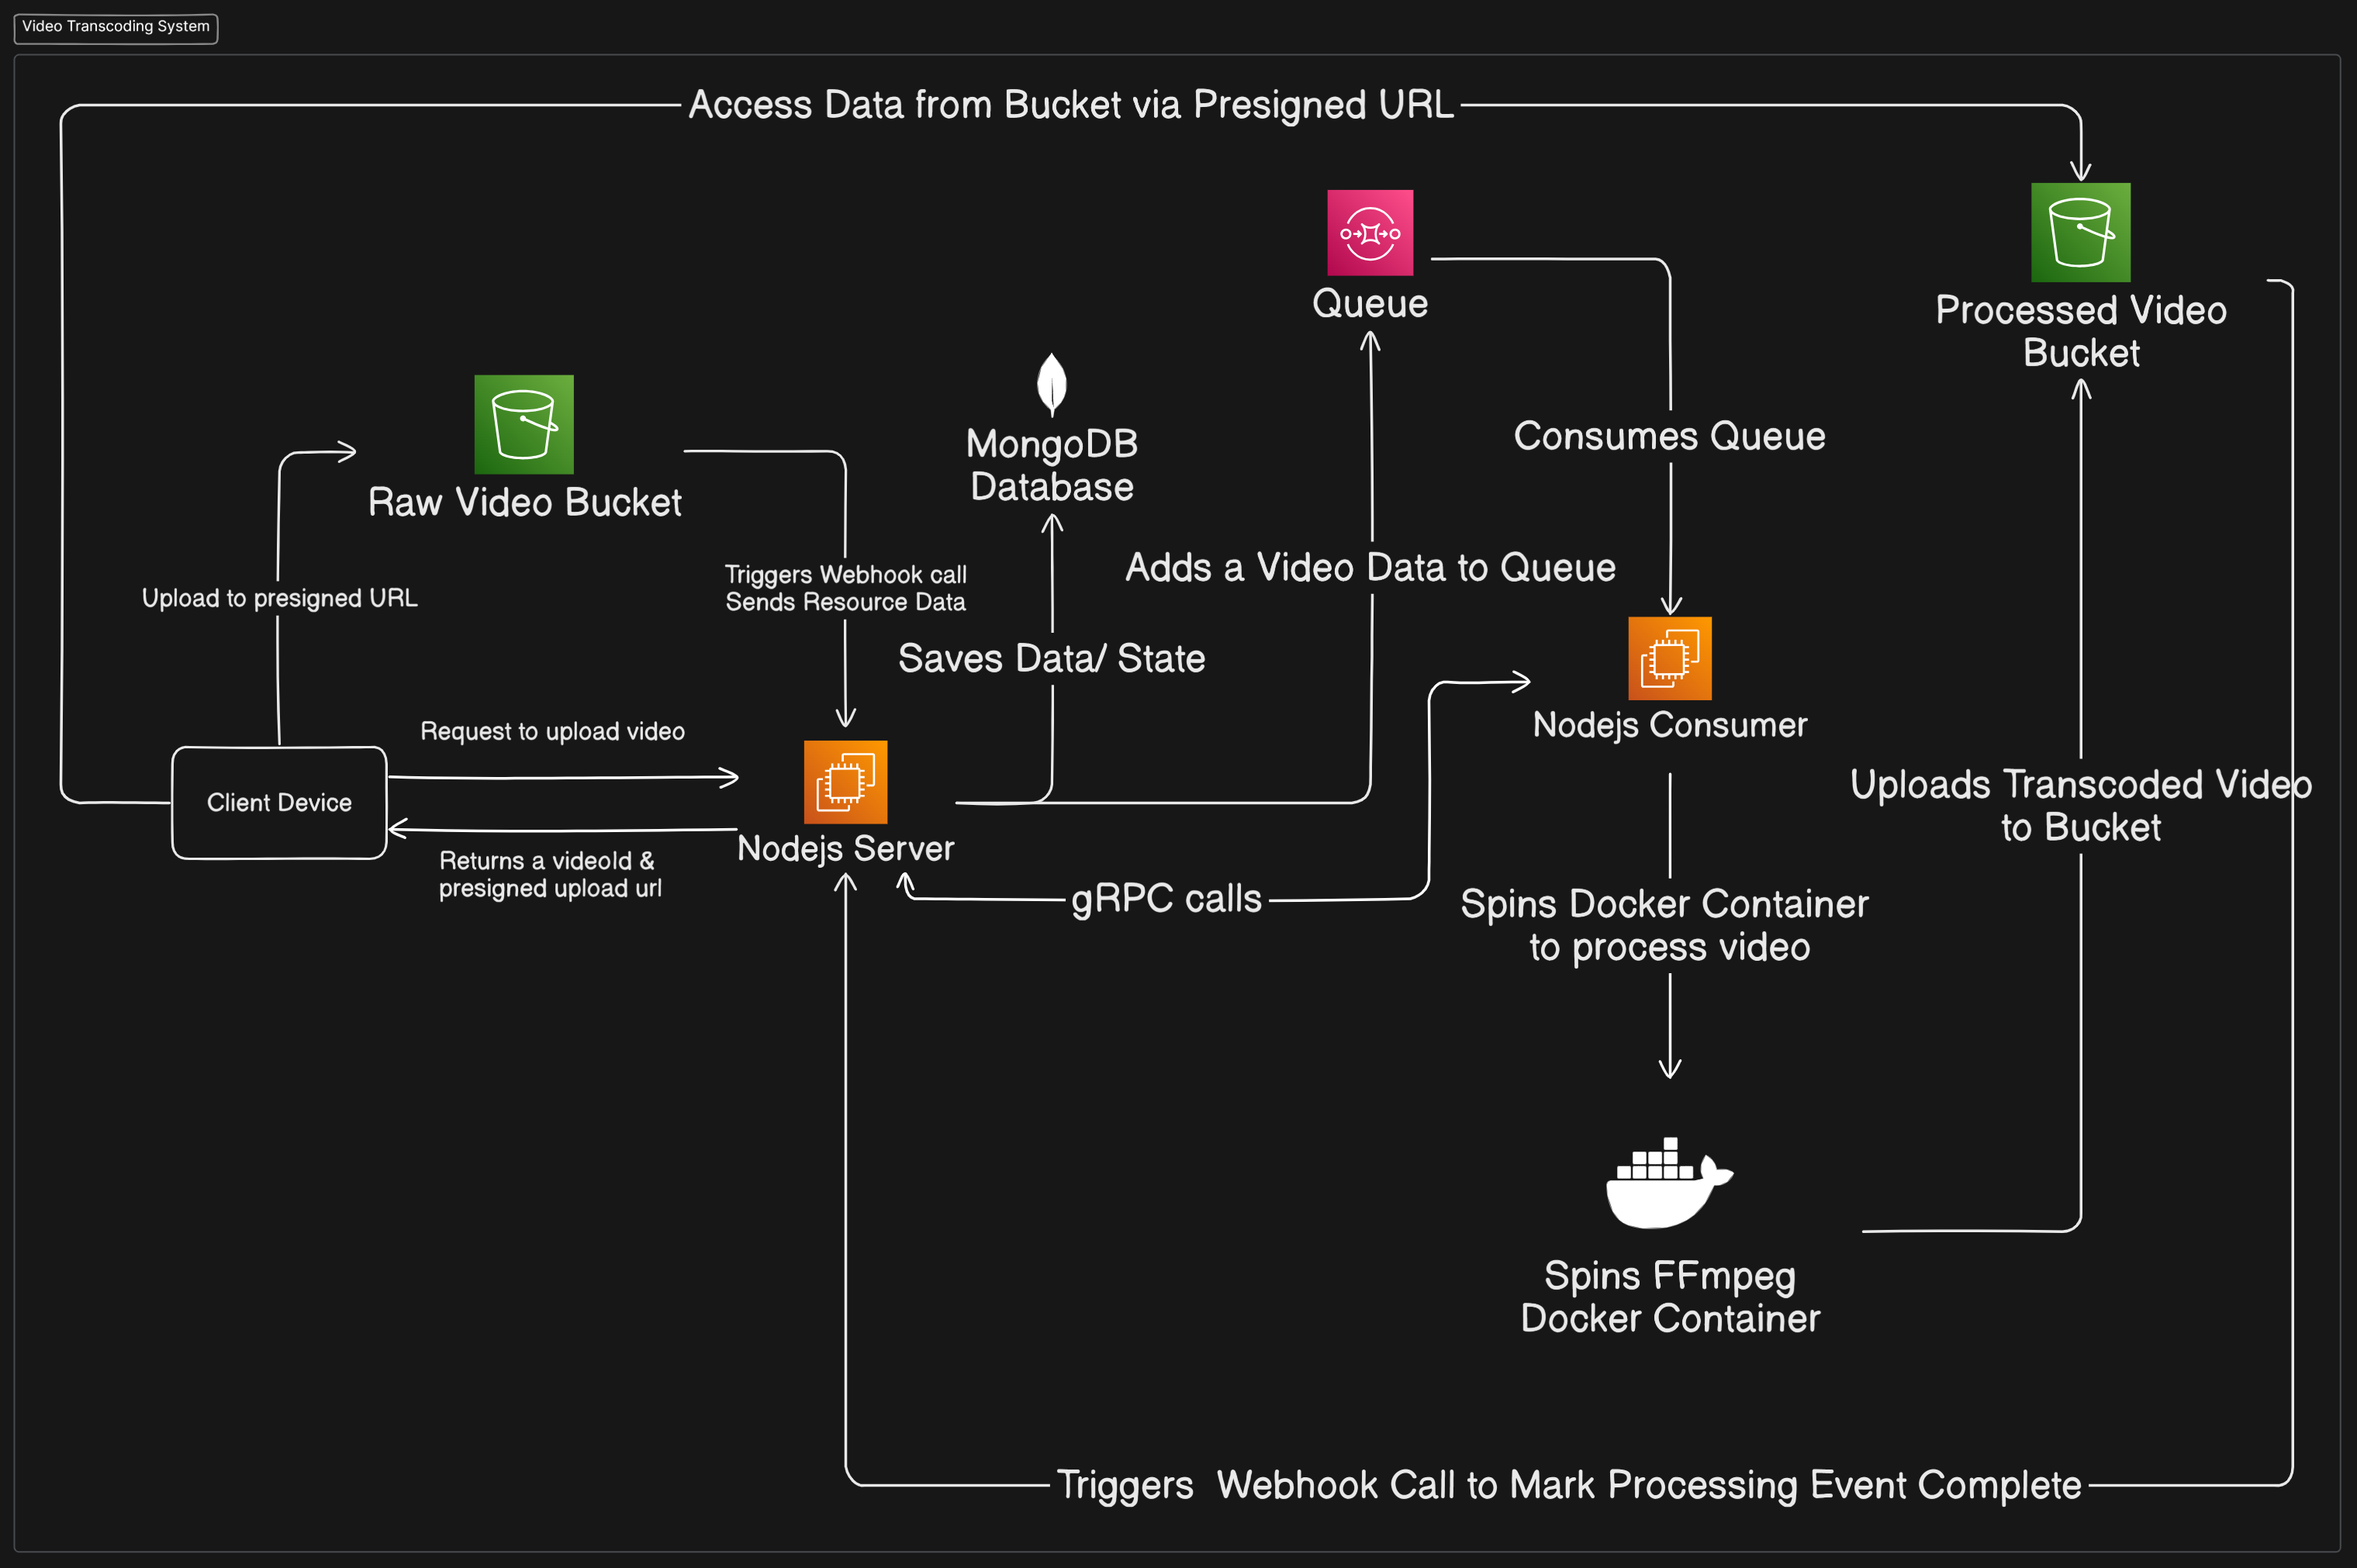 Video Transcoding System
Access Data from Bucket via Presigned URL
Queue
Processed Video
Bucket
MongoDB
Database
Consumes Queue
Raw Video Bucket
Triggers Webhook call
Sends Resource Data
Adds a Video Data to Queue
Upload to presigned URL
Saves Data/ State
Request to upload video
Nodejs Consumer
Client Device
Uploads Transcoded Video
to Bucket
Nodejs Server
Returns a videoId &
presigned upload url
gRPC calls
Spins Docker Container
to process video
Spins FFmpeg
Docker Container
Triggers  Webhook Call to Mark Processing Event Complete